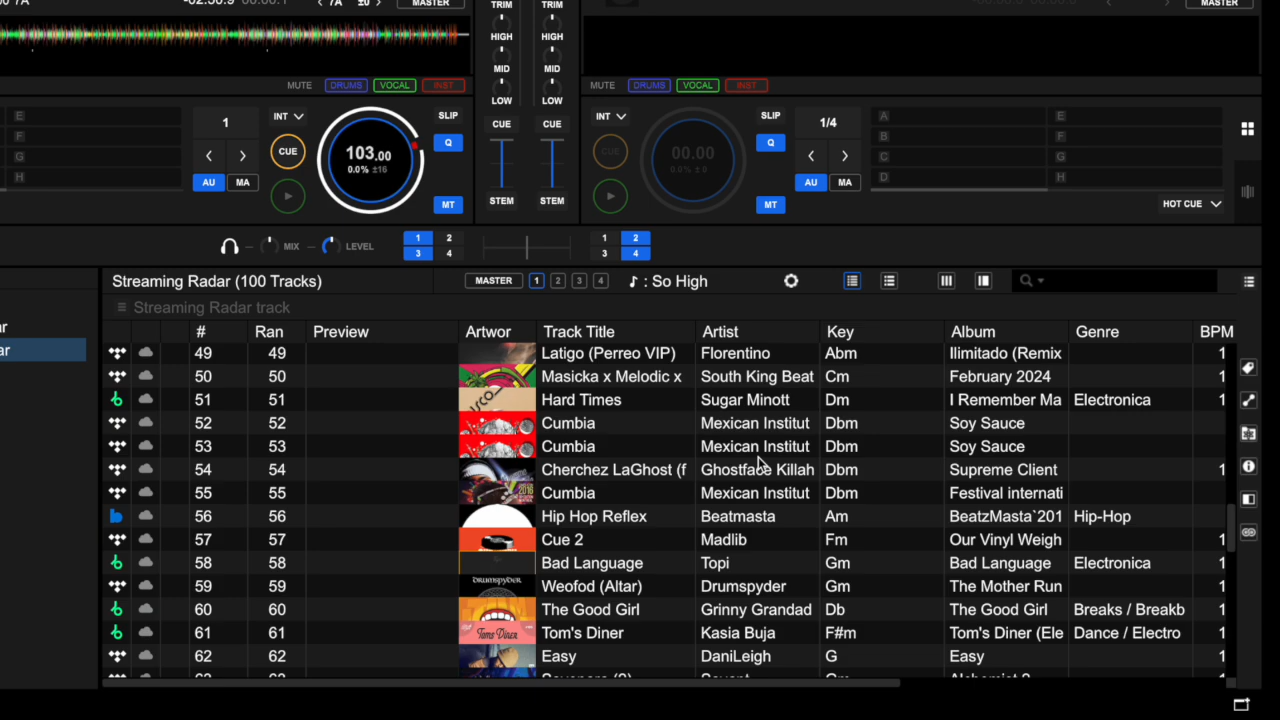 7A ±0 MASTER TRIM TRIM MASTER
HIGH HIGH
MID MID
MUTE DRUMS VOCAL INST LOW LOW MUTE DRUMS VOCAL INST
E 1 INT SLIP CUE CUE INT SLIP 1/4 A E
F Q Q B F
G CUE 103.00 CUE 00.00 C G
H AU MA 0.0% ±16 0.0% AU MA D H
MT STEM STEM MT HOT CUE
MIX LEVEL 1 2 1 2
3 4 3 4
Streaming Radar (100 Tracks) MASTER 1 2 3 4 : So High
Streaming Radar track
# Ran Preview Artwor Track Title Artist Key Album Genre BPM
49 49 Latigo (Perreo VIP) Florentino Abm Ilimitado (Remix 1
50 50 Masicka x Melodic x South King Beat Cm February 2024 1
51 51 Hard Times Sugar Minott Dm I Remember Ma Electronica
52 52 Cumbia Mexican Institut Dbm Soy Sauce
53 53 Cumbia Mexican Institut Dbm Soy Sauce
54 54 Cherchez LaGhost (f Ghostface Killah Dbm Supreme Client 1
55 55 Cumbia Mexican Institut Dbm Festival internati 1
56 56 Hip Hop Reflex Beatmasta Am BeatzMasta`201 Hip-Hop
57 57 Cue 2 Madlib Fm Our Vinyl Weigh 1
58 58 Bad Language Topi Gm Bad Language Electronica
59 59 Weofod (Altar) Drumspyder Gm The Mother Run 1
60 60 The Good Girl Grinny Grandad Db The Good Girl Breaks / Breakb
61 61 Tom's Diner Kasia Buja F#m Tom's Diner (Ele Dance / Electro
62 62 Easy DaniLeigh G Easy 1